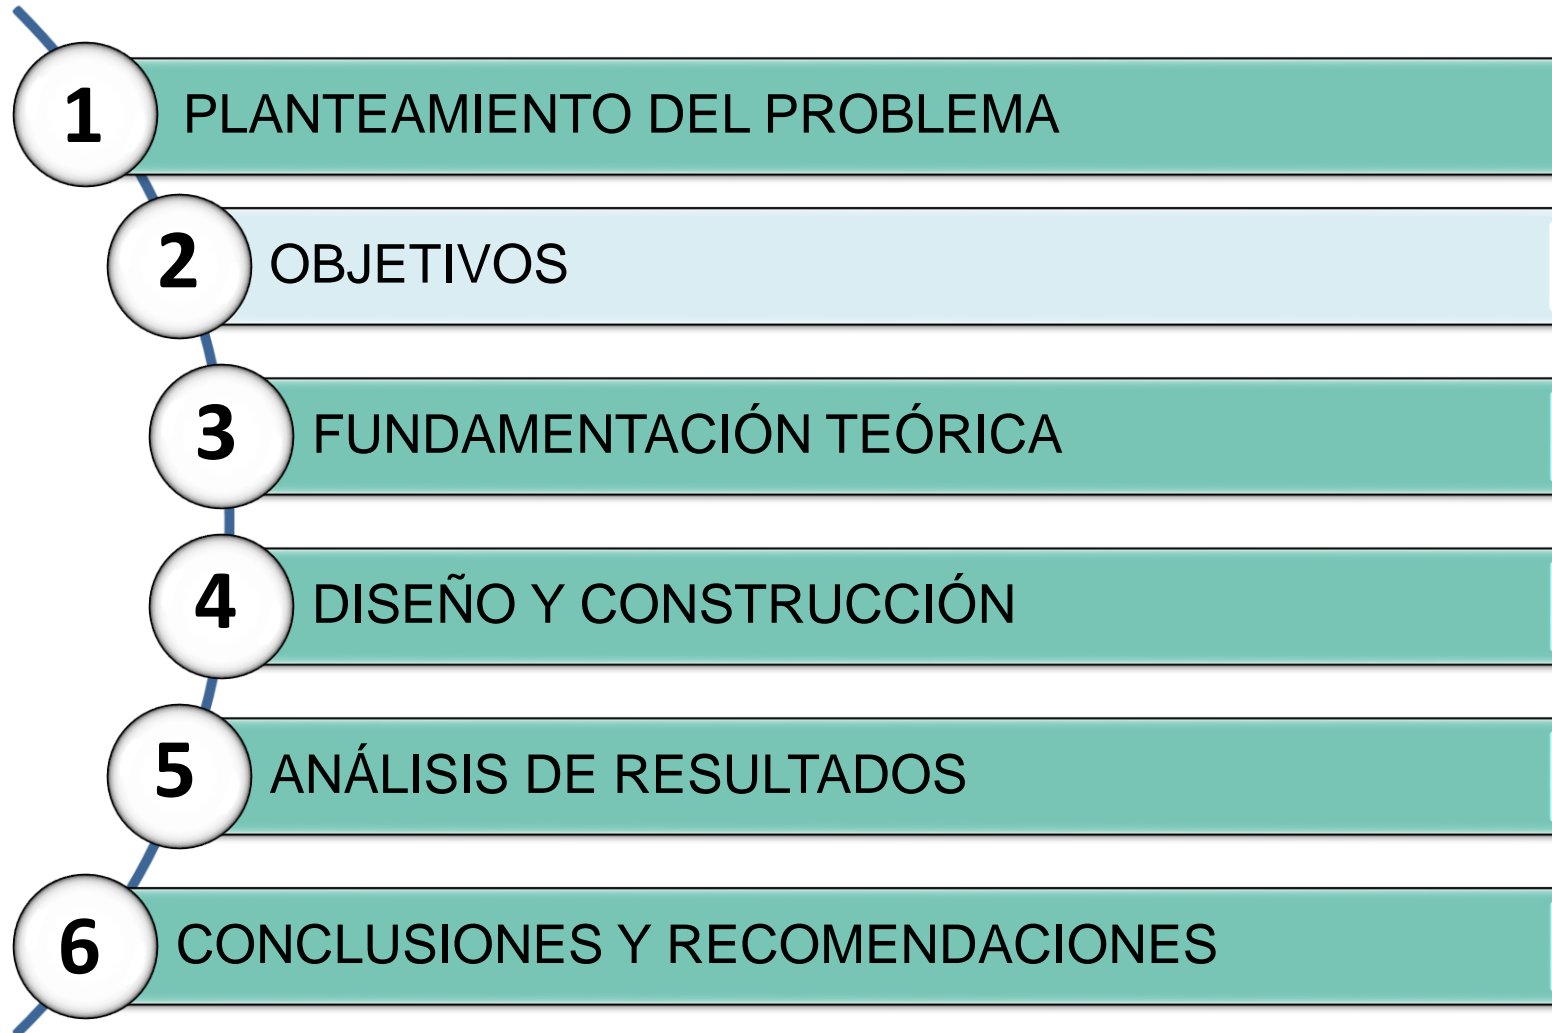 1 PLANTEAMIENTO DEL PROBLEMA
2 OBJETIVOS
3 FUNDAMENTACIÓN TEÓRICA
4 DISEÑO Y CONSTRUCCIÓN
5 ANÁLISIS DE RESULTADOS
6 CONCLUSIONES Y RECOMENDACIONES